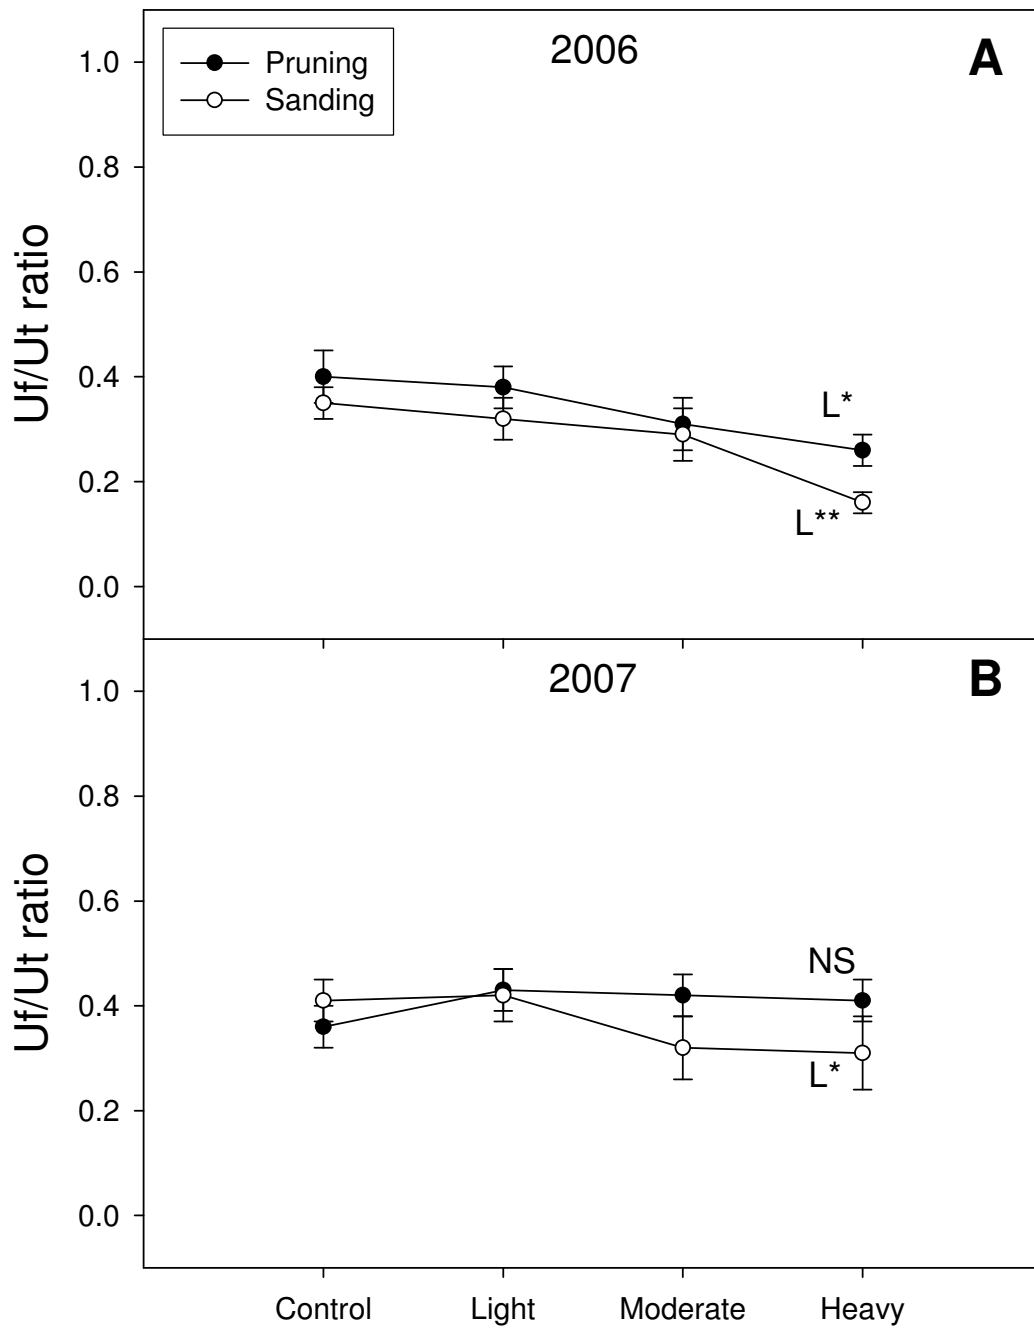 2006
A
Pruning
Sanding
1.0
0.8
0.6
0.4
0.2
0.0
Uf/Ut ratio
L*
L**
2007
B
1.0
0.8
0.6
0.4
0.2
0.0
Uf/Ut ratio
NS
L*
Control Light Moderate Heavy